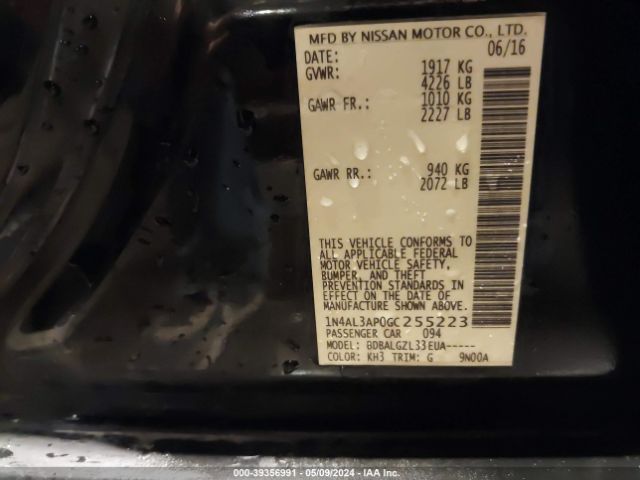 MFD BY NISSAN MOTOR CO., LTD.
DATE: 06/16
GVWR: 1917 KG
4226 LB
GAWR FR.: 1010 KG
2227 LB
GAWR RR.: 940 KG
2072 LB
THIS VEHICLE CONFORMS TO
ALL APPLICABLE FEDERAL
MOTOR VEHICLE SAFETY,
BUMPER, AND THEFT
PREVENTION STANDARDS IN
EFFECT ON THE DATE OF
MANUFACTURE SHOWN ABOVE.
1N4AL3AP0GC255223
PASSENGER CAR 094
MODEL: BDBALGZL33EUA-----
COLOR: KH3 TRIM: G 9N00A
000-39356991 - 05/09/2024 - IAA Inc.